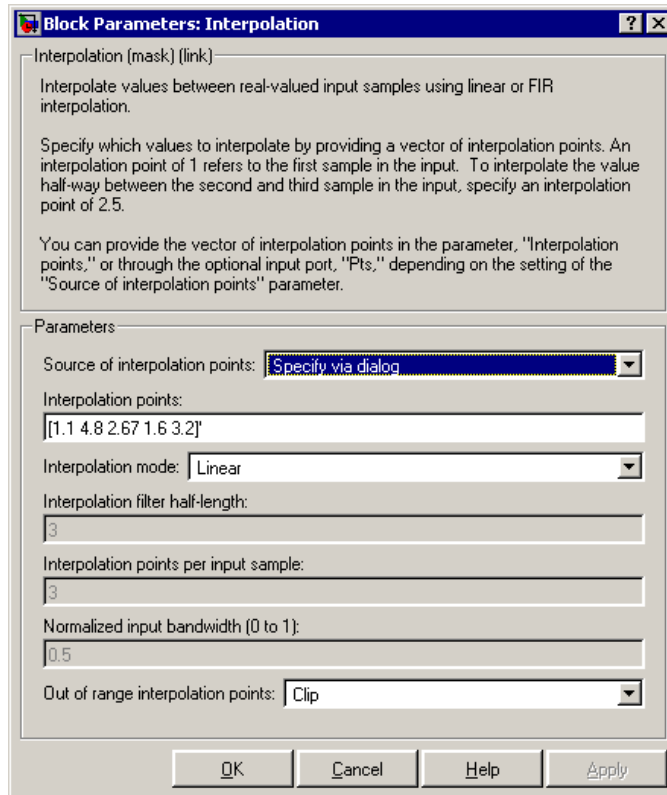 Block Parameters: Interpolation
Interpolation (mask) (link)
Interpolate values between real-valued input samples using linear or FIR
interpolation.
Specify which values to interpolate by providing a vector of interpolation points. An
interpolation point of 1 refers to the first sample in the input. To interpolate the value
half-way between the second and third sample in the input, specify an interpolation
point of 2.5.
You can provide the vector of interpolation points in the parameter, "Interpolation
points," or through the optional input port, "Pts," depending on the setting of the
"Source of interpolation points" parameter.
Parameters
Source of interpolation points: Specify via dialog
Interpolation points:
[1.1 4.8 2.67 1.6 3.2]'
Interpolation mode: Linear
Interpolation filter half-length:
3
Interpolation points per input sample:
3
Normalized input bandwidth (0 to 1):
0.5
Out of range interpolation points: Clip
OK Cancel Help Apply